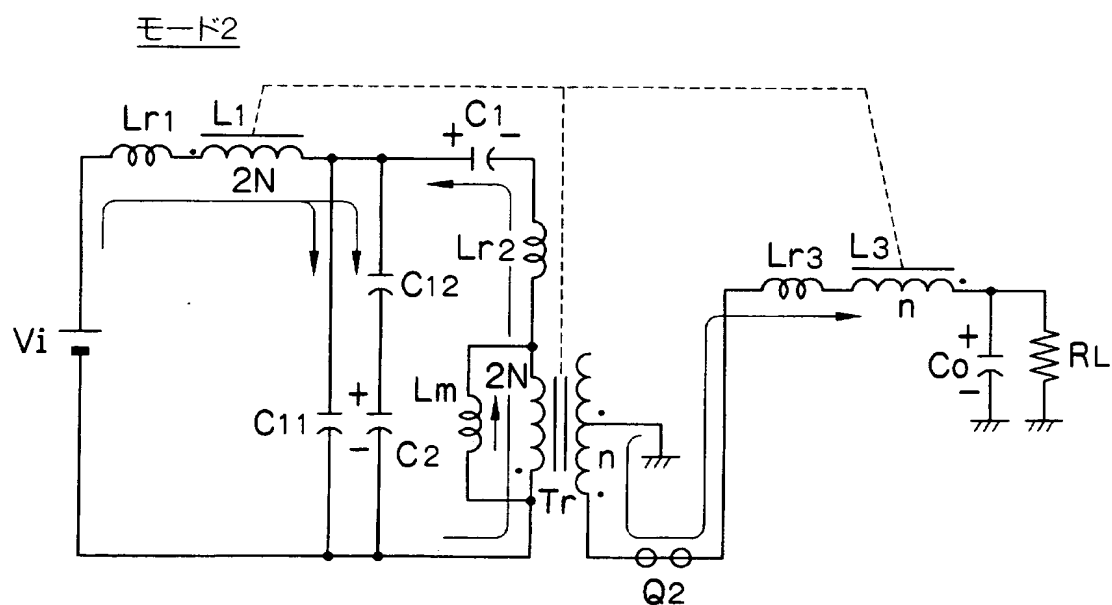 モード2
Lr1
L1
2N
+
C1
-
Lr2
C12
Vi
C11
+
-
C2
Lm
2N
Tr
n
Q2
Lr3
L3
n
+
Co
-
RL